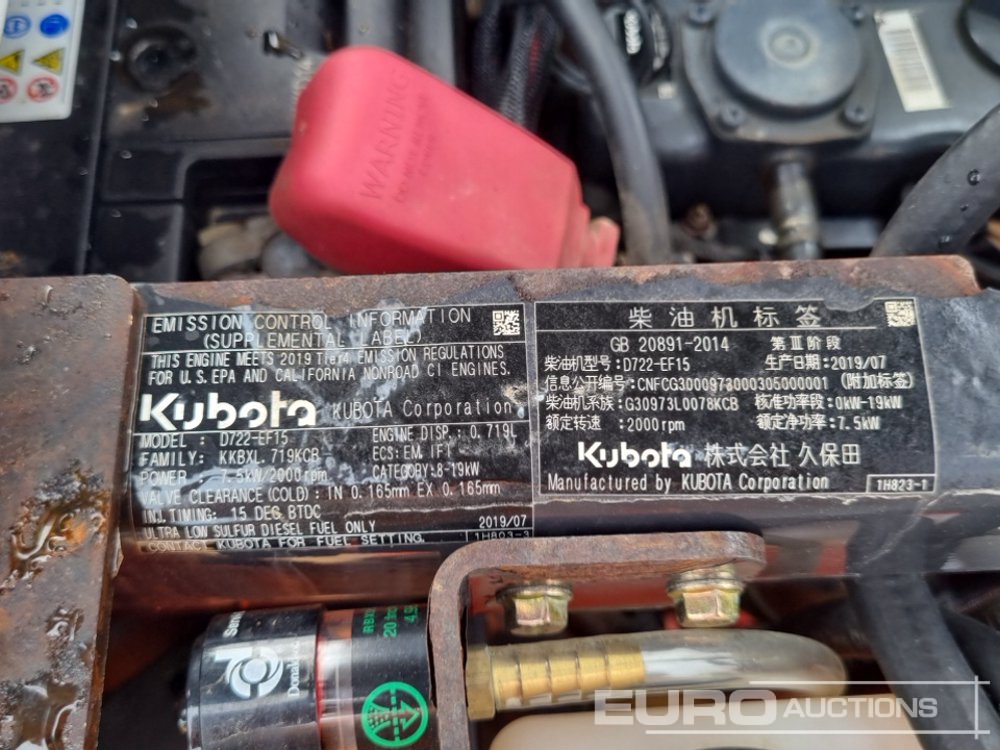 WARNING
EMISSION CONTROL INFORMATION
(SUPPLEMENTAL LABEL)
THIS ENGINE MEETS 2019 Tier4 EMISSION REGULATIONS
FOR U.S. EPA AND CALIFORNIA NONROAD CI ENGINES.
Kubota KUBOTA Corporation
MODEL : D722-EF15 ENGINE DISP.: 0.719L
FAMILY: KKBXL.719KCB ECS: EM, IFI
POWER : 7.5kW/2000rpm CATEGORY:8-19kW
VALVE CLEARANCE (COLD): IN 0.165mm EX 0.165mm
INJ.TIMING: 15 DEG BTDC
ULTRA LOW SULFUR DIESEL FUEL ONLY 2019/07
CONTACT KUBOTA FOR FUEL SETTING. 1H803-3
柴油机标签
GB 20891-2014 第Ⅲ阶段
柴油机型号:D722-EF15 生产日期:2019/07
信息公开编号:CNFCG3000973000305000001 (附加标签)
柴油机系族:G30973L0078KCB 核准功率段:0kW-19kW
额定转速 :2000rpm 额定净功率:7.5kW
Kubota 株式会社 久保田
Manufactured by KUBOTA Corporation 1H823-1
Donaldson
EURO AUCTIONS